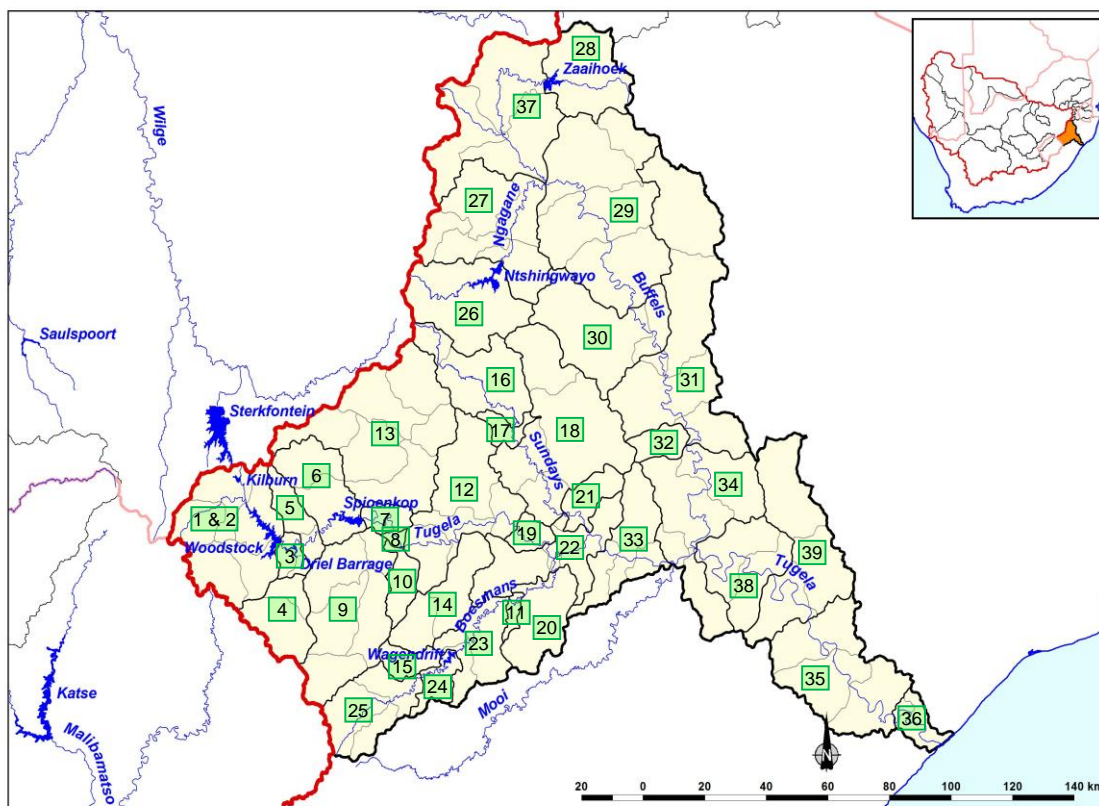 28
Zaaihoek
37
Wilge
27
Ngagane
29
Ntshingwayo
Buffels
26
30
Saulspoort
16
31
Sterkfontein
13
17
18
32
Sundays
6
Kilburn
12
34
5
Spioenkop
21
1 & 2
7
Tugela
Woodstock
8
19
22
33
39
3
Driel Barrage
Tugela
10
38
4
9
14
Boesmans
11
20
23
Wagendrift
15
24
Mooi
35
Katse
25
36
Malibamatso
20
0
20
40
60
80
100
120
140 km